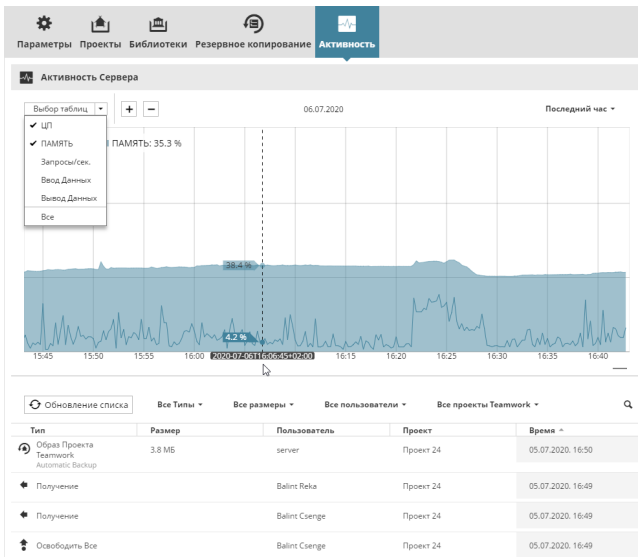 Параметры Проекты Библиотеки Резервное копирование Активность
Активность Сервера
Выбор таблиц + − 06.07.2020 Последний час
ЦП
ПАМЯТЬ
Запросы/сек.
Ввод Данных
Вывод Данных
Все
ПАМЯТЬ: 35.3 %
38.4 %
4.2 %
15:45 15:50 15:55 16:00 2020-07-06T16:06:45+02:00 16:15 16:20 16:25 16:30 16:35 16:40
Обновление списка Все Типы Все размеры Все пользователи Все проекты Teamwork
Тип Размер Пользователь Проект Время
Образ Проекта Teamwork 3.8 МБ server Проект 24 05.07.2020, 16:50
Automatic Backup
Получение Balint Reka Проект 24 05.07.2020, 16:49
Получение Balint Csenge Проект 24 05.07.2020, 16:49
Освободить Все Balint Csenge Проект 24 05.07.2020, 16:49